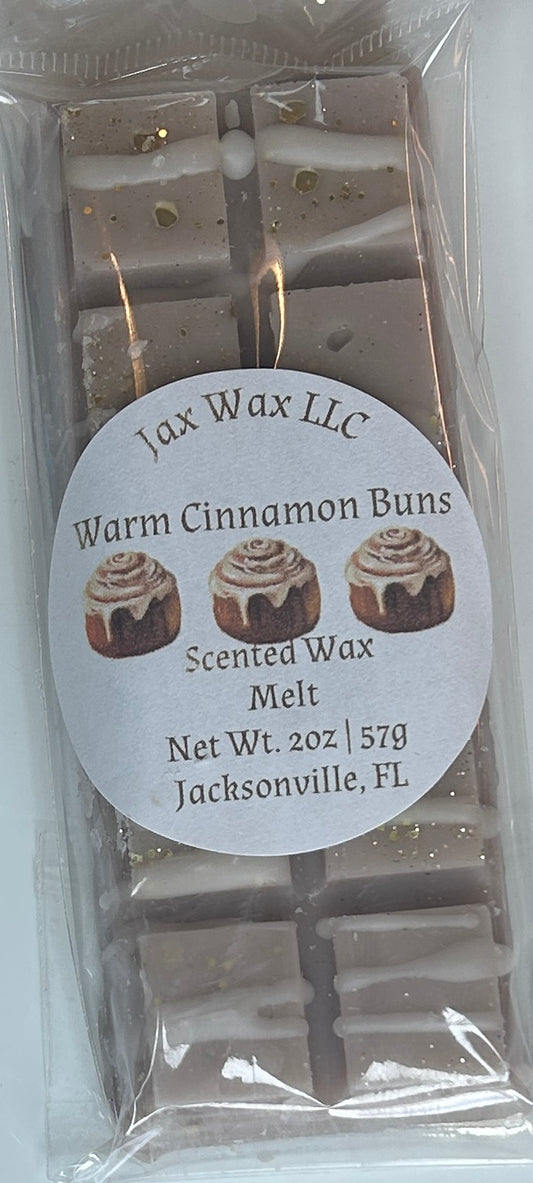 Jax Wax LLC
Warm Cinnamon Buns
Scented Wax
Melt
Net Wt. 2oz | 57g
Jacksonville, FL